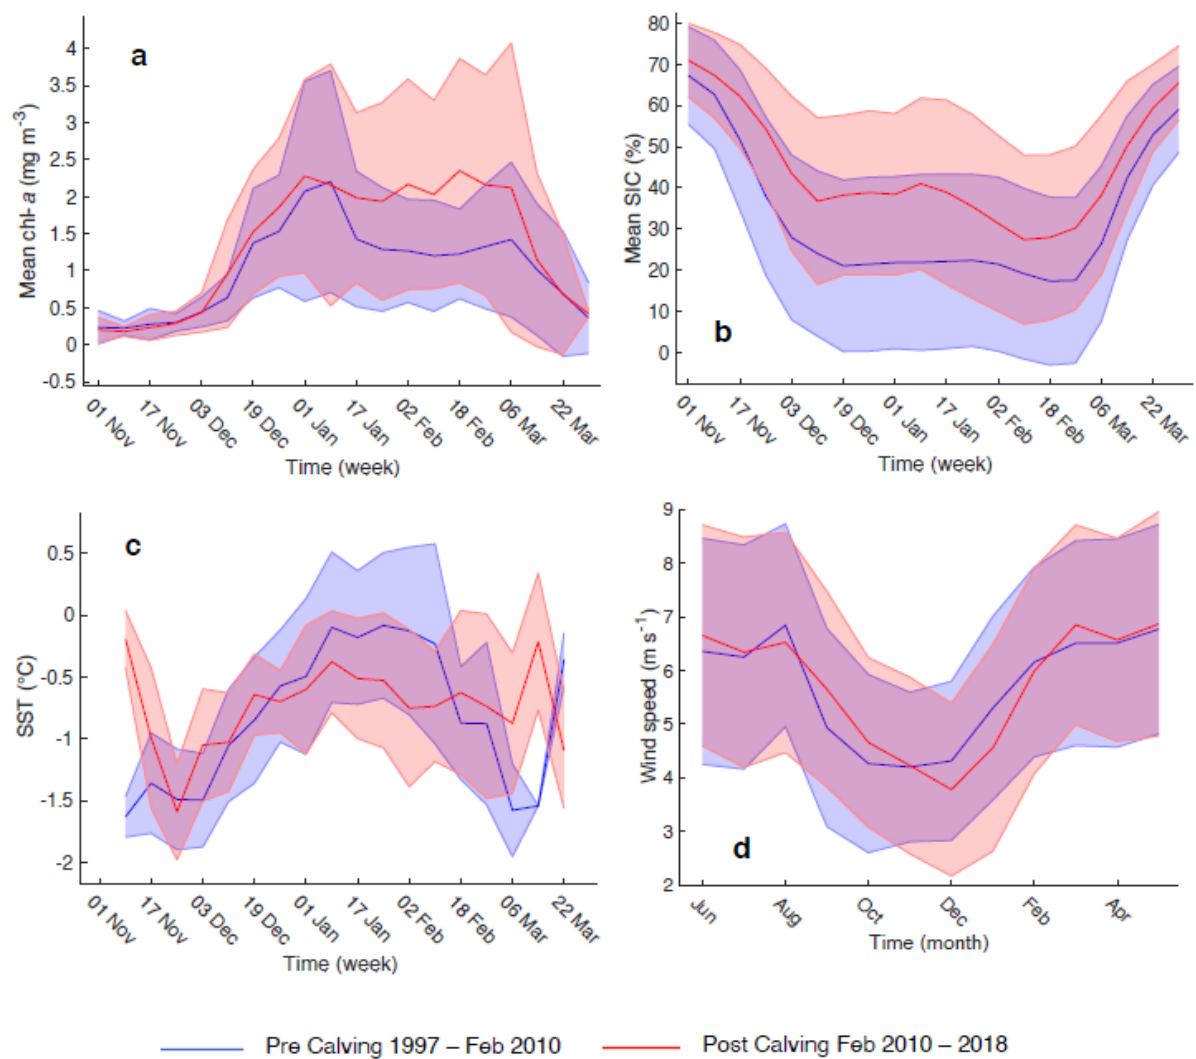 a
Mean chl-a (mg m-3)
4
3.5
3
2.5
2
1.5
1
0.5
0
-0.5
01 Nov
17 Nov
03 Dec
19 Dec
01 Jan
17 Jan
02 Feb
18 Feb
06 Mar
22 Mar
Time (week)
b
Mean SIC (%)
80
70
60
50
40
30
20
10
0
01 Nov
17 Nov
03 Dec
19 Dec
01 Jan
17 Jan
02 Feb
18 Feb
06 Mar
22 Mar
Time (week)
c
SST (°C)
0.5
0
-0.5
-1
-1.5
-2
01 Nov
17 Nov
03 Dec
19 Dec
01 Jan
17 Jan
02 Feb
18 Feb
06 Mar
22 Mar
Time (week)
d
Wind speed (m s-1)
9
8
7
6
5
4
3
2
Jun
Aug
Oct
Dec
Feb
Apr
Time (month)
Pre Calving 1997 – Feb 2010
Post Calving Feb 2010 – 2018